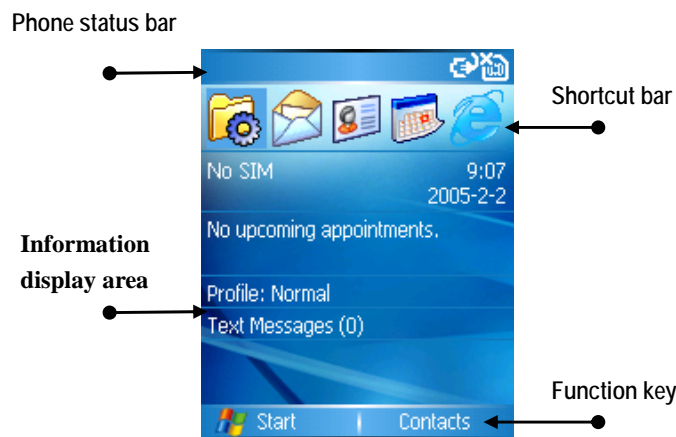 Phone status bar
Shortcut bar
No SIM 9:07
2005-2-2
No upcoming appointments.
Information
display area
Profile: Normal
Text Messages (0)
Function key
Start Contacts